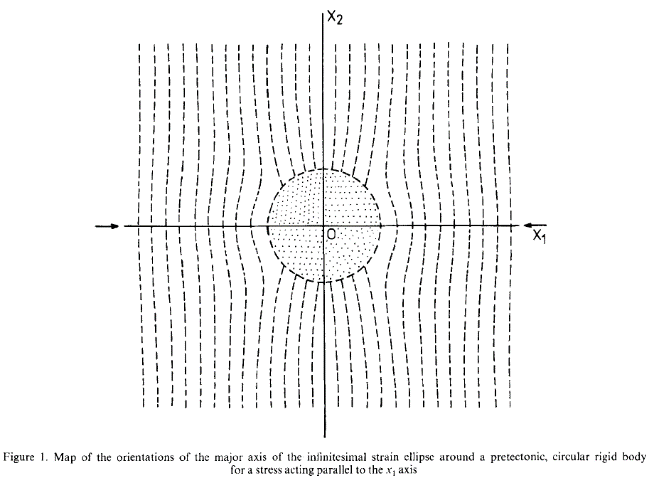 X2
O
X1
Figure 1. Map of the orientations of the major axis of the infinitesimal strain ellipse around a pretectonic, circular rigid body
for a stress acting parallel to the x1 axis